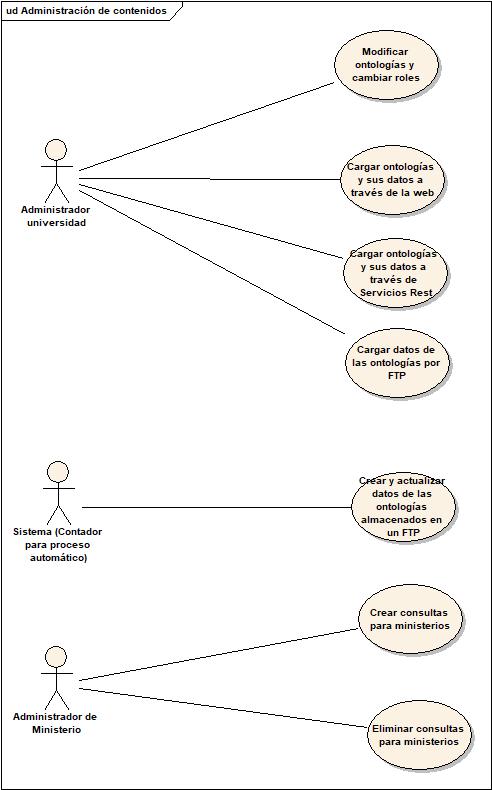 ud Administración de contenidos
Modificar
ontologías y
cambiar roles
Cargar ontologías
y sus datos a
través de la web
Administrador
universidad
Cargar ontologías
y sus datos a
través de
Servicios Rest
Cargar datos de
las ontologías por
FTP
Crear y actualizar
datos de las
ontologías
almacenados en
un FTP
Sistema (Contador
para proceso
automático)
Crear consultas
para ministerios
Administrador de
Ministerio
Eliminar consultas
para ministerios